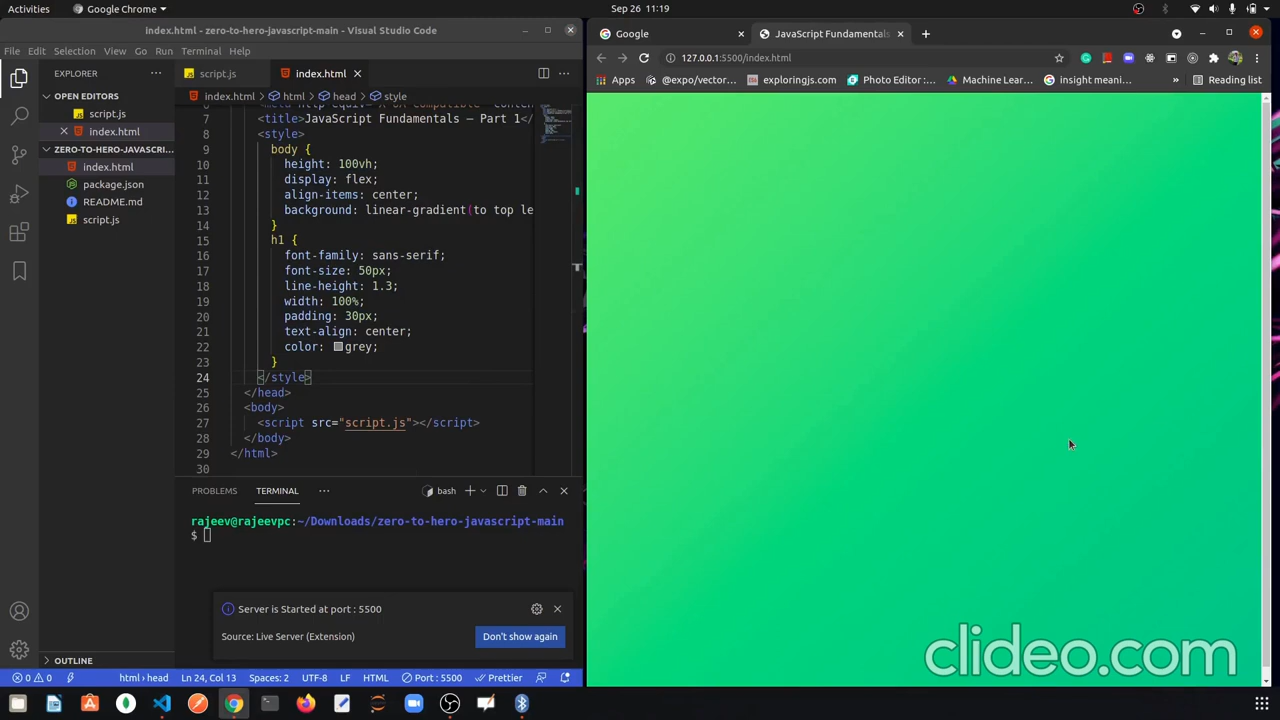 Activities
Google Chrome
Sep 26 11:19
index.html - zero-to-hero-javascript-main - Visual Studio Code
File Edit Selection View Go Run Terminal Help
EXPLORER
OPEN EDITORS
script.js
index.html
ZERO-TO-HERO-JAVASCRI...
index.html
package.json
README.md
script.js
OUTLINE
script.js
index.html
index.html > html > head > style
7 <title>JavaScript Fundamentals – Part 1</
8 <style>
9 body {
10 height: 100vh;
11 display: flex;
12 align-items: center;
13 background: linear-gradient(to top le
14 }
15 h1 {
16 font-family: sans-serif;
17 font-size: 50px;
18 line-height: 1.3;
19 width: 100%;
20 padding: 30px;
21 text-align: center;
22 color: grey;
23 }
24 </style>
25 </head>
26 <body>
27 <script src="script.js"></script>
28 </body>
29 </html>
30
PROBLEMS TERMINAL ... bash
rajeev@rajeevpc:~/Downloads/zero-to-hero-javascript-main
$
Server is Started at port : 5500
Source: Live Server (Extension)
Don't show again
0 0 html > head Ln 24, Col 13 Spaces: 2 UTF-8 LF HTML Port : 5500 Prettier
Google
JavaScript Fundamentals
127.0.0.1:5500/index.html
Apps
@expo/vector...
exploringjs.com
Photo Editor :...
Machine Lear...
insight meani...
Reading list
clideo.com